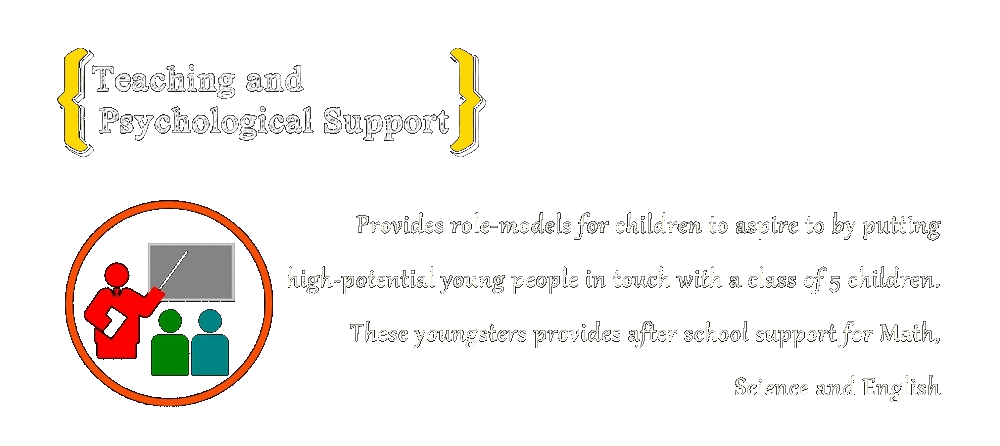 Teaching and
Psychological Support
Provides role-models for children to aspire to by putting
high-potential young people in touch with a class of 5 children.
These youngsters provides after school support for Math,
Science and English